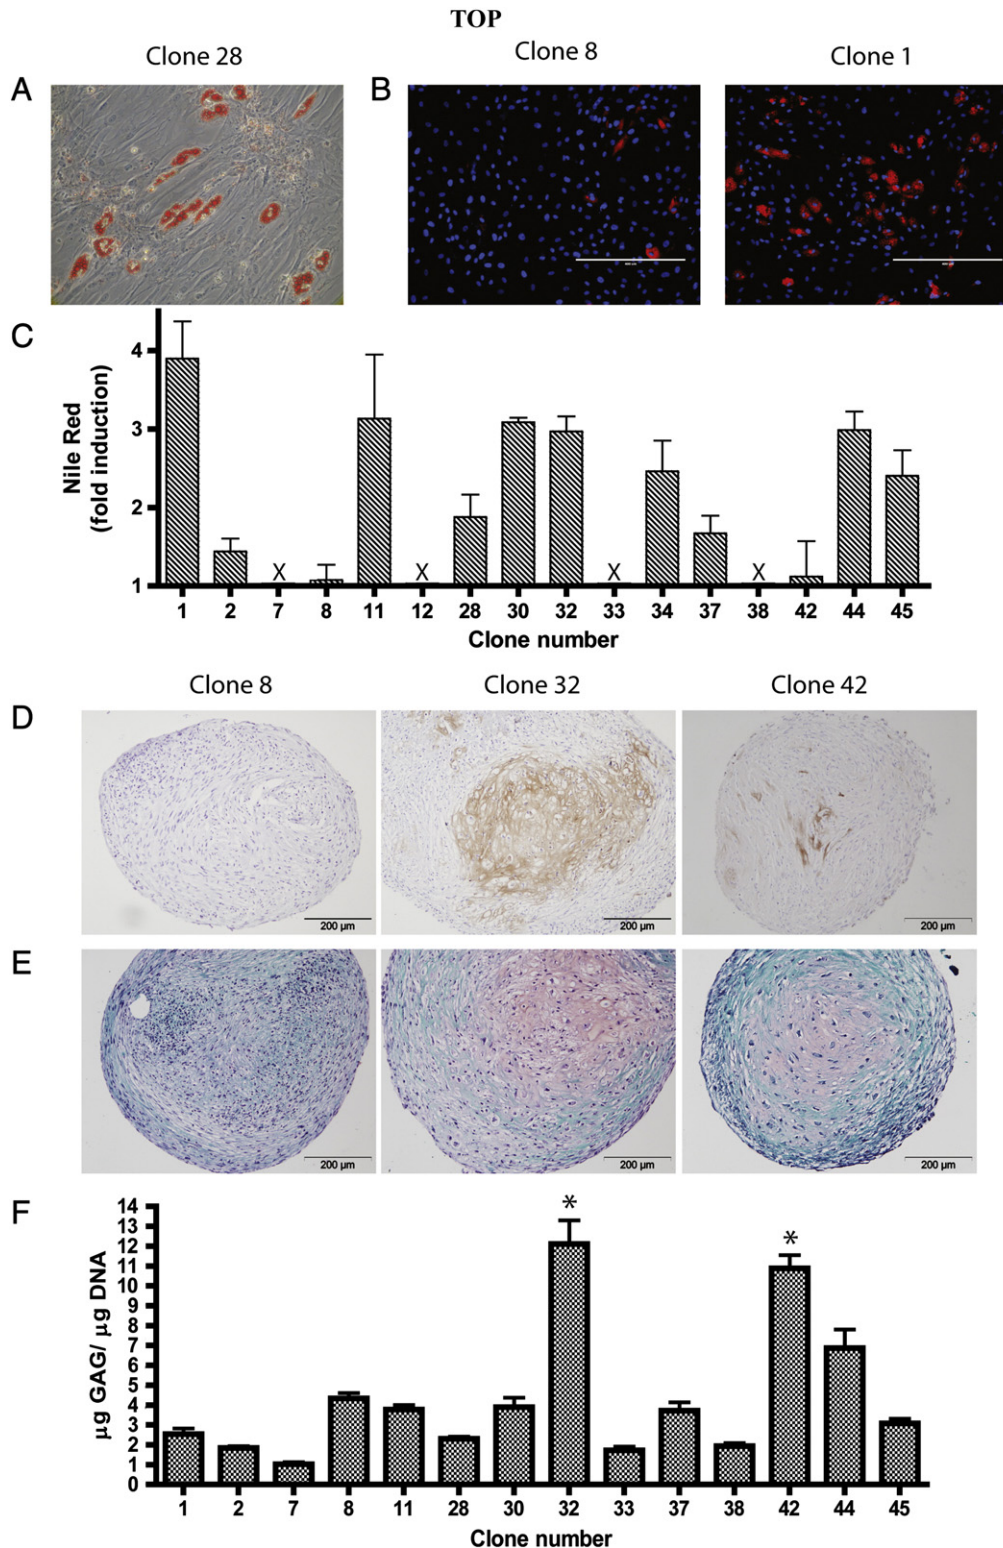 TOP
Clone 28
Clone 8
Clone 1
A
B
C
Nile Red
(fold induction)
4
3
2
1
X
X
X
X
1 2 7 8 11 12 28 30 32 33 34 37 38 42 44 45
Clone number
Clone 8
Clone 32
Clone 42
D
200 µm
200 µm
200 µm
E
200 µm
200 µm
200 µm
F
µg GAG/ µg DNA
14
13
12
11
10
9
8
7
6
5
4
3
2
1
0
*
*
1 2 7 8 11 28 30 32 33 37 38 42 44 45
Clone number